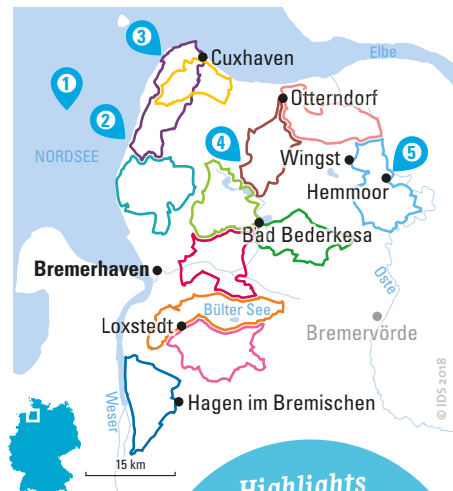 3
Cuxhaven
Elbe
1
Otterndorf
2
4
NORDSEE
Wingst
5
Hemmoor
Bad Bederkesa
Bremerhaven
Oste
Bülter See
Loxstedt
Bremervörde
© IDS 2018
Weser
Hagen im Bremischen
15 km
Highlights